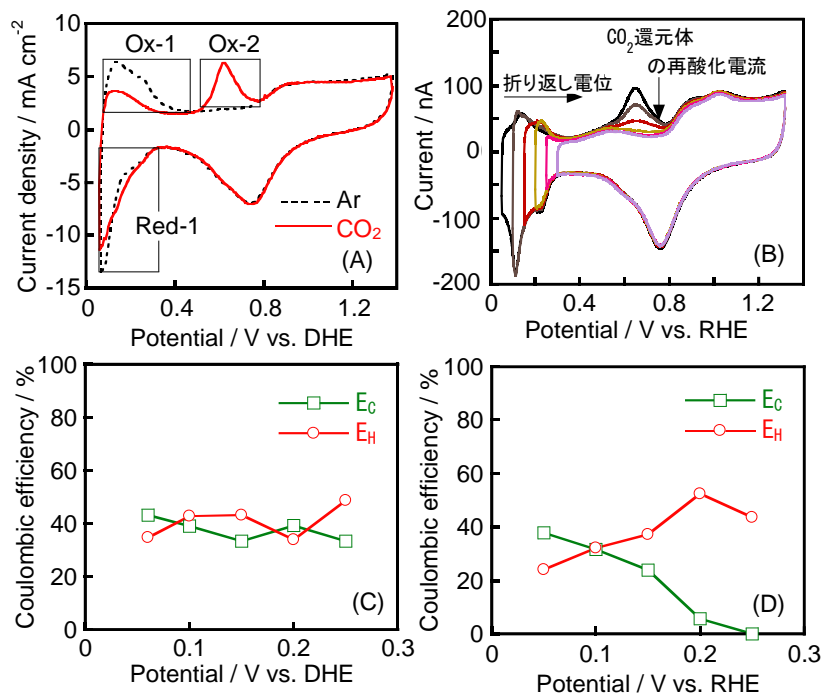 15
10
5
0
-5
-10
-15
Current density / mA cm-2
Ox-1
Ox-2
Red-1
Ar
CO2
(A)
0
0.4
0.8
1.2
Potential / V vs. DHE
200
100
0
-100
-200
Current / nA
CO2還元体
の再酸化電流
折り返し電位
(B)
0
0.4
0.8
1.2
Potential / V vs. RHE
100
80
60
40
20
0
Coulombic efficiency / %
EC
EH
(C)
0
0.1
0.2
0.3
Potential / V vs. DHE
100
80
60
40
20
0
Coulombic efficiency / %
EC
EH
(D)
0
0.1
0.2
0.3
Potential / V vs. RHE